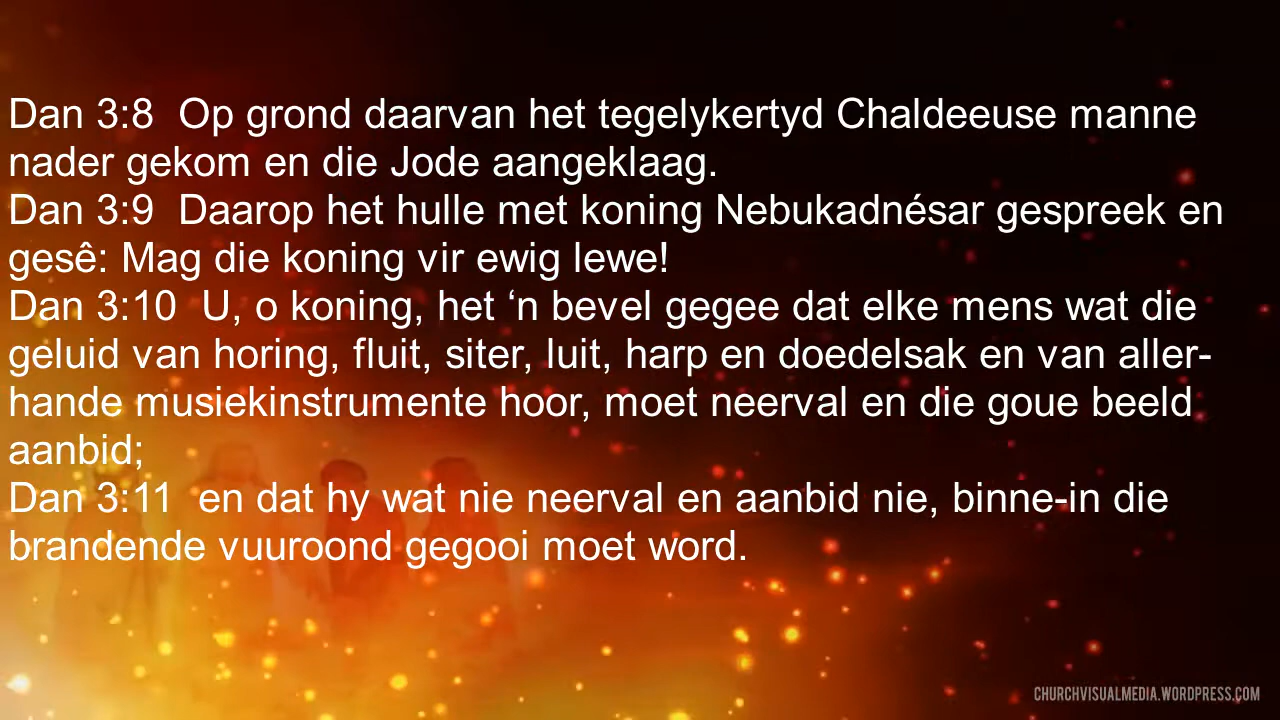 Dan 3:8  Op grond daarvan het tegelykertyd Chaldeeuse manne
nader gekom en die Jode aangeklaag.
Dan 3:9  Daarop het hulle met koning Nebukadnésar gespreek en
gesê: Mag die koning vir ewig lewe!
Dan 3:10  U, o koning, het ‘n bevel gegee dat elke mens wat die
geluid van horing, fluit, siter, luit, harp en doedelsak en van aller-
hande musiekinstrumente hoor, moet neerval en die goue beeld
aanbid;
Dan 3:11  en dat hy wat nie neerval en aanbid nie, binne-in die
brandende vuuroond gegooi moet word.
CHURCHVISUALMEDIA.WORDPRESS.COM